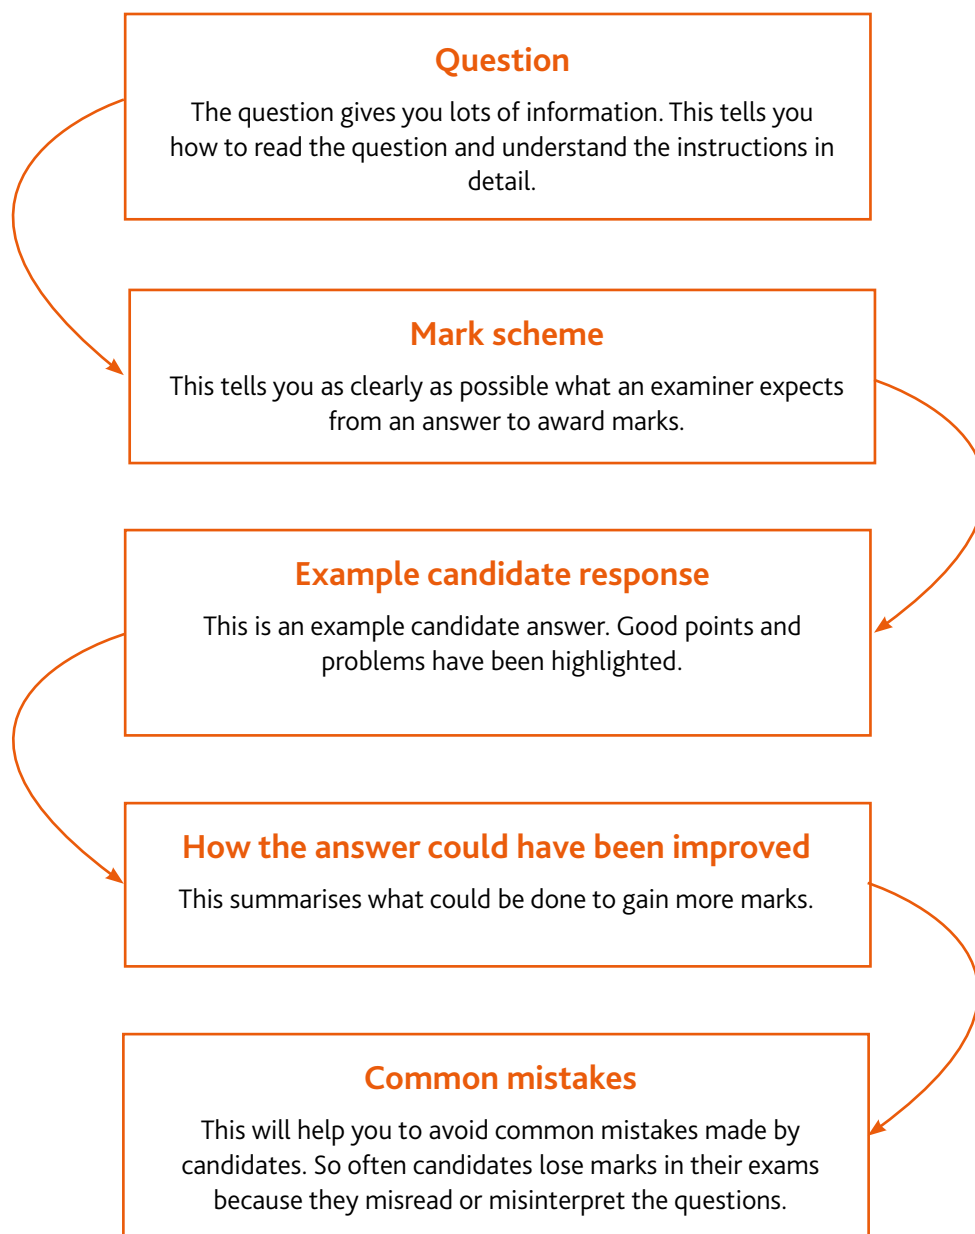 Question
The question gives you lots of information. This tells you
how to read the question and understand the instructions in
detail.
Mark scheme
This tells you as clearly as possible what an examiner expects
from an answer to award marks.
Example candidate response
This is an example candidate answer. Good points and
problems have been highlighted.
How the answer could have been improved
This summarises what could be done to gain more marks.
Common mistakes
This will help you to avoid common mistakes made by
candidates. So often candidates lose marks in their exams
because they misread or misinterpret the questions.